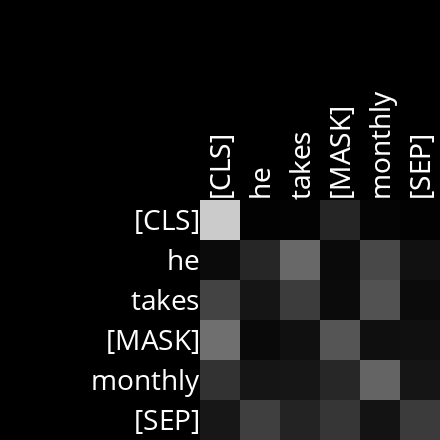 [CLS]
he
takes
[MASK]
monthly
[SEP]
[CLS]
he
takes
[MASK]
monthly
[SEP]